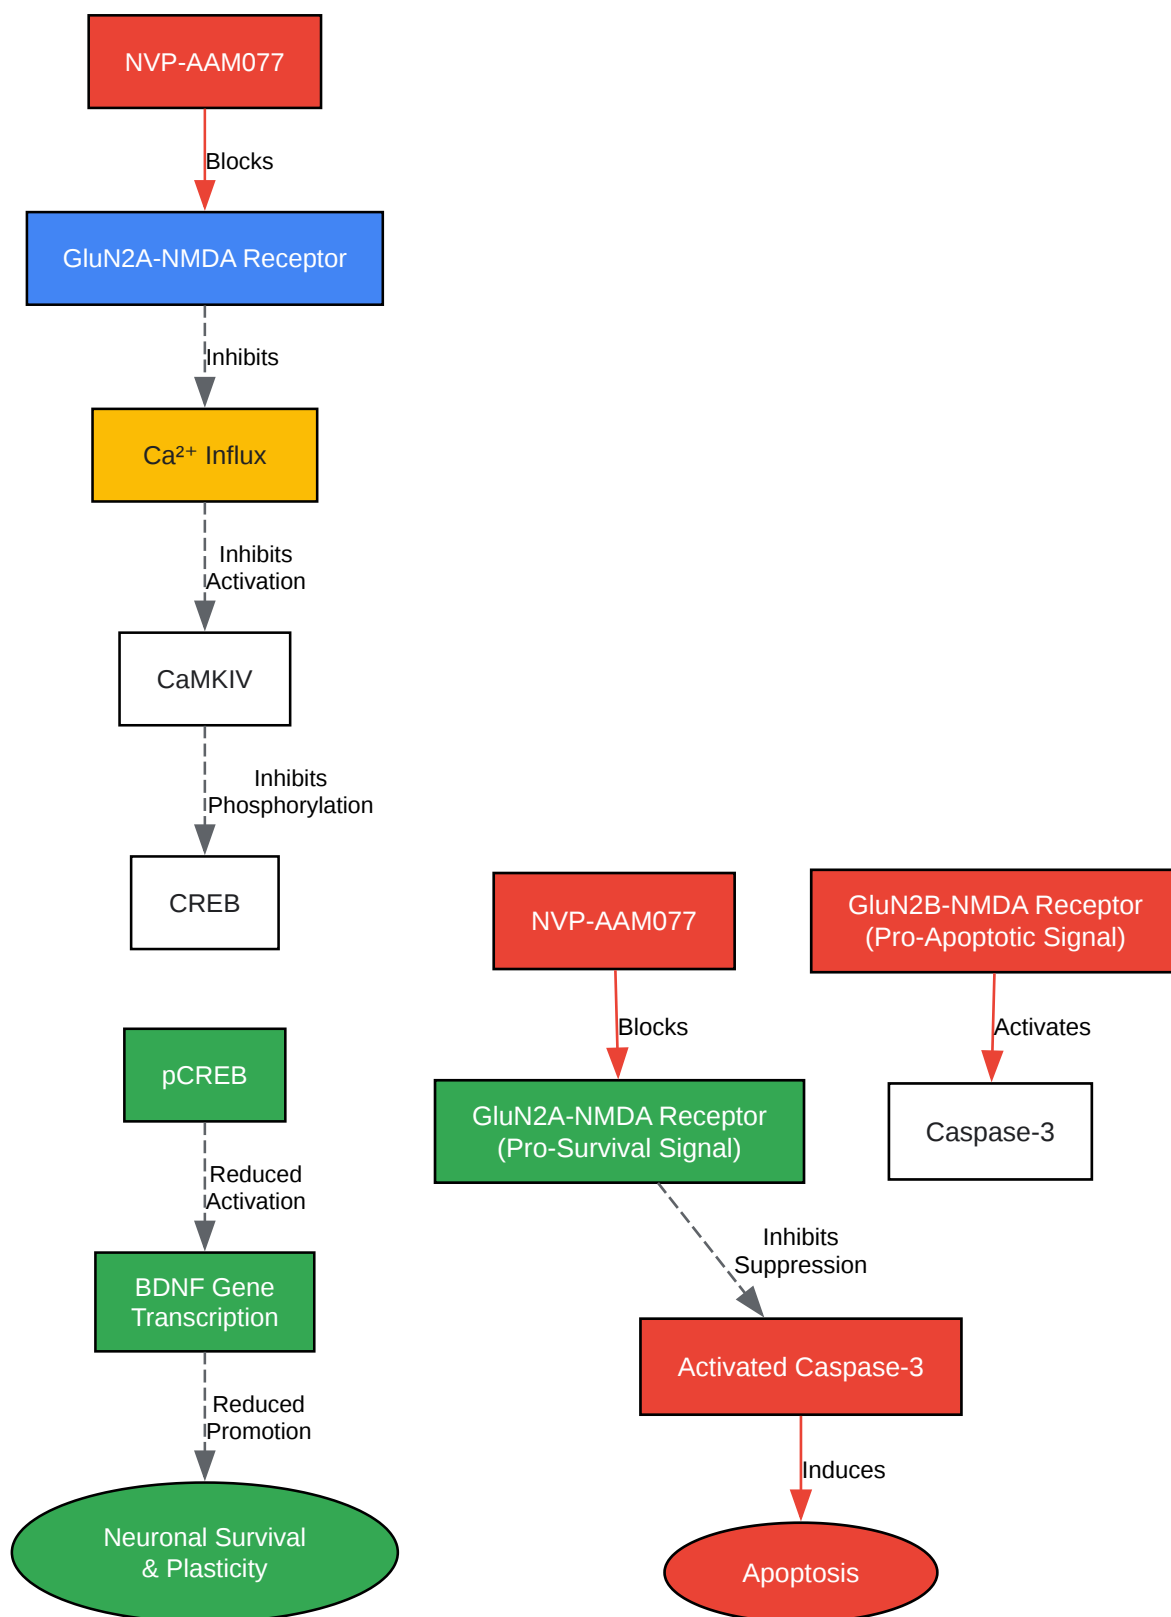 NVP-AAM077
Blocks
GluN2A-NMDA Receptor
Inhibits
Ca²⁺ Influx
Inhibits
Activation
CaMKIV
Inhibits
Phosphorylation
CREB
pCREB
Reduced
Activation
BDNF Gene
Transcription
Reduced
Promotion
Neuronal Survival
& Plasticity
NVP-AAM077
Blocks
GluN2A-NMDA Receptor
(Pro-Survival Signal)
Inhibits
Suppression
GluN2B-NMDA Receptor
(Pro-Apoptotic Signal)
Activates
Caspase-3
Activated Caspase-3
Induces
Apoptosis